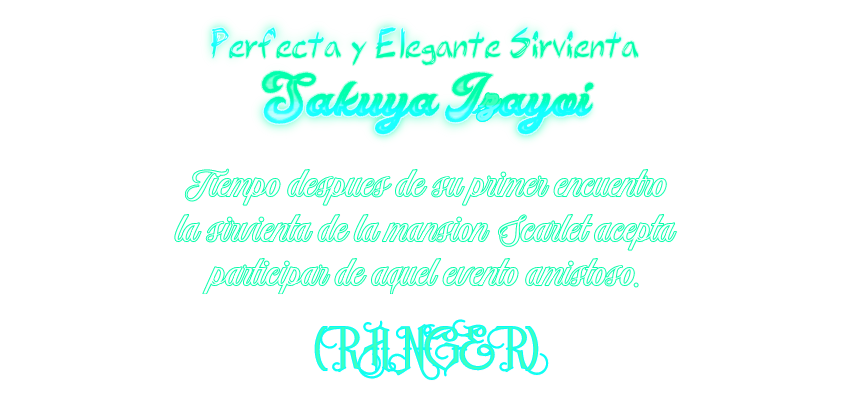 Perfecta y Elegante Sirvienta
Sakuya Izayoi
Tiempo despues de su primer encuentro
la sirvienta de la mansion Scarlet acepta
participar de aquel evento amistoso.
(RANGER)